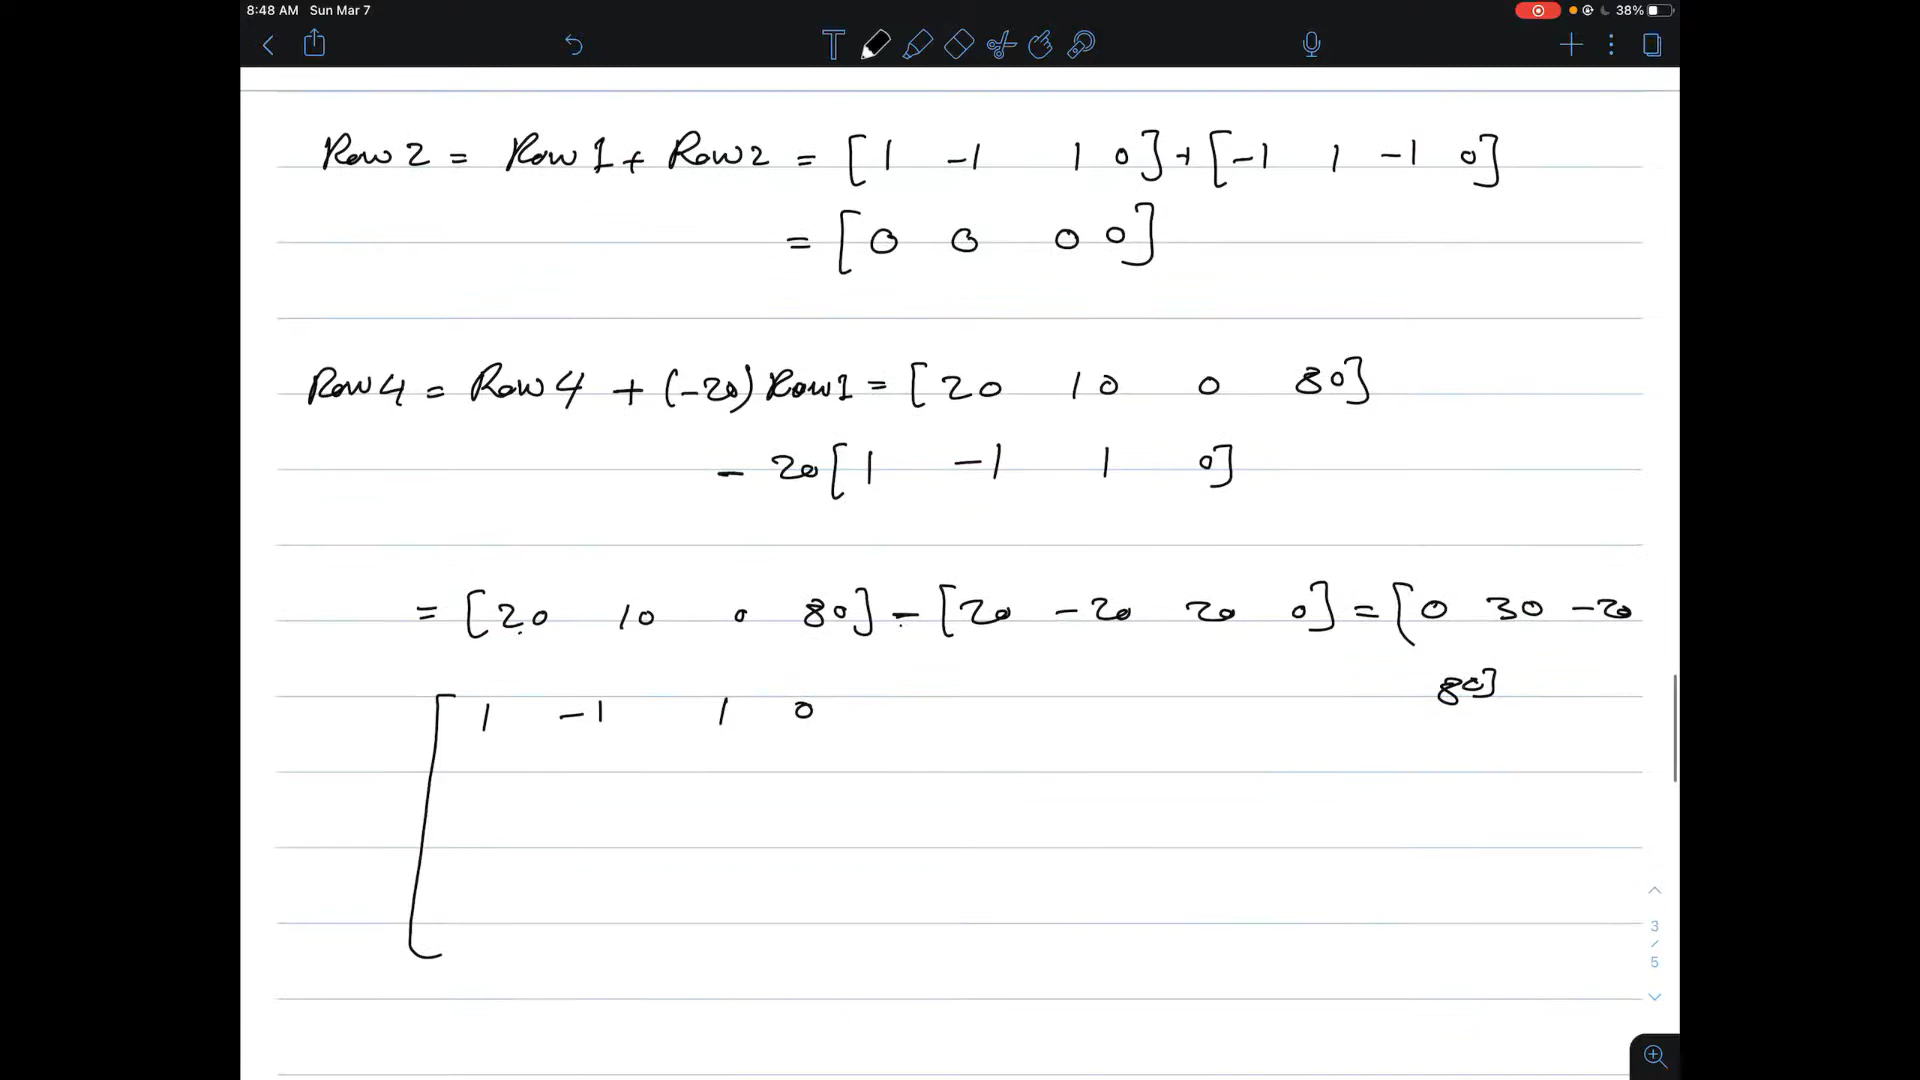 8:48 AM Sun Mar 7
38%
T
Row 2 = Row 1 + Row 2 = [1 -1 1 0] + [-1 1 -1 0]
= [0 0 0 0]
Row 4 = Row 4 + (-20) Row 1 = [20 10 0 80]
- 20 [1 -1 1 0]
= [20 10 0 80] - [20 -20 20 0] = [0 30 -20
80]
[1 -1 1 0
3
/
5